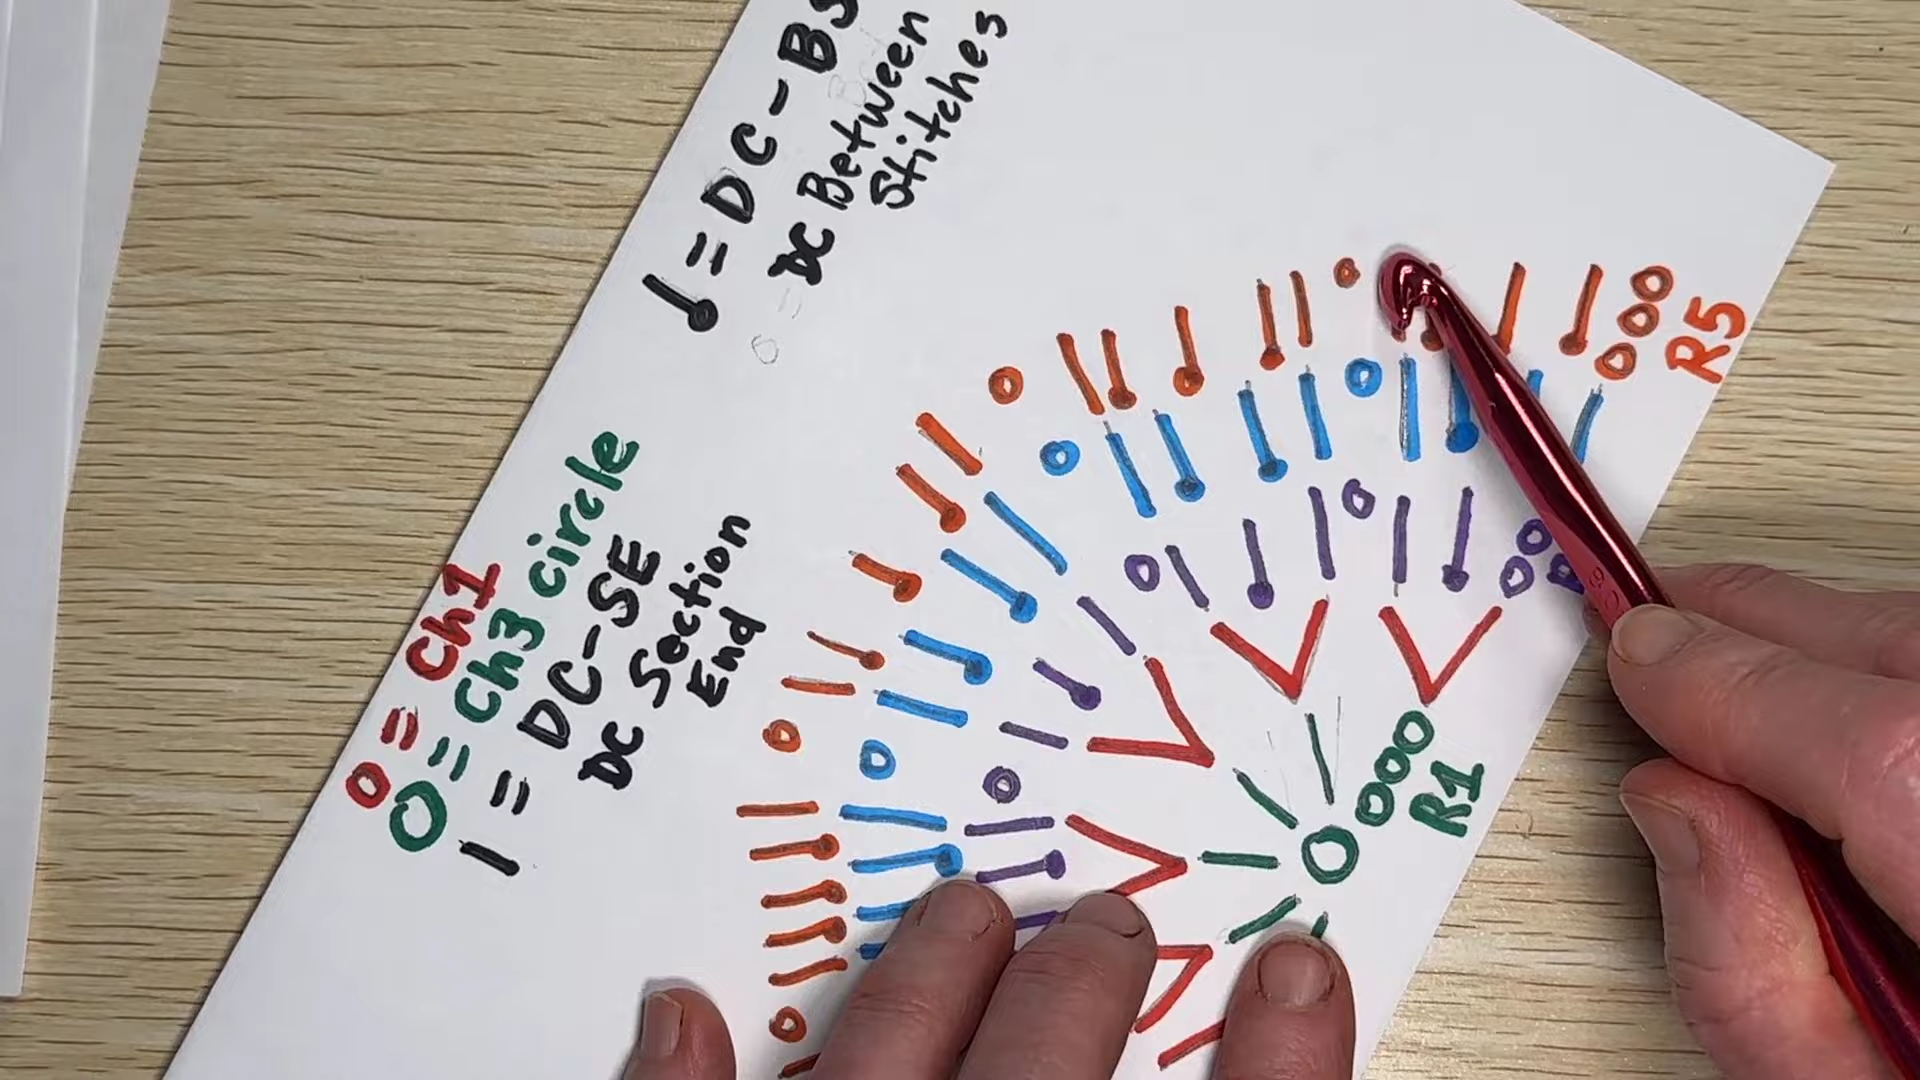 = DC-BS
= DC Between
Stitches
O = Ch1
O = Ch3 circle
I = DC-SE
DC Section
End
R5
R1